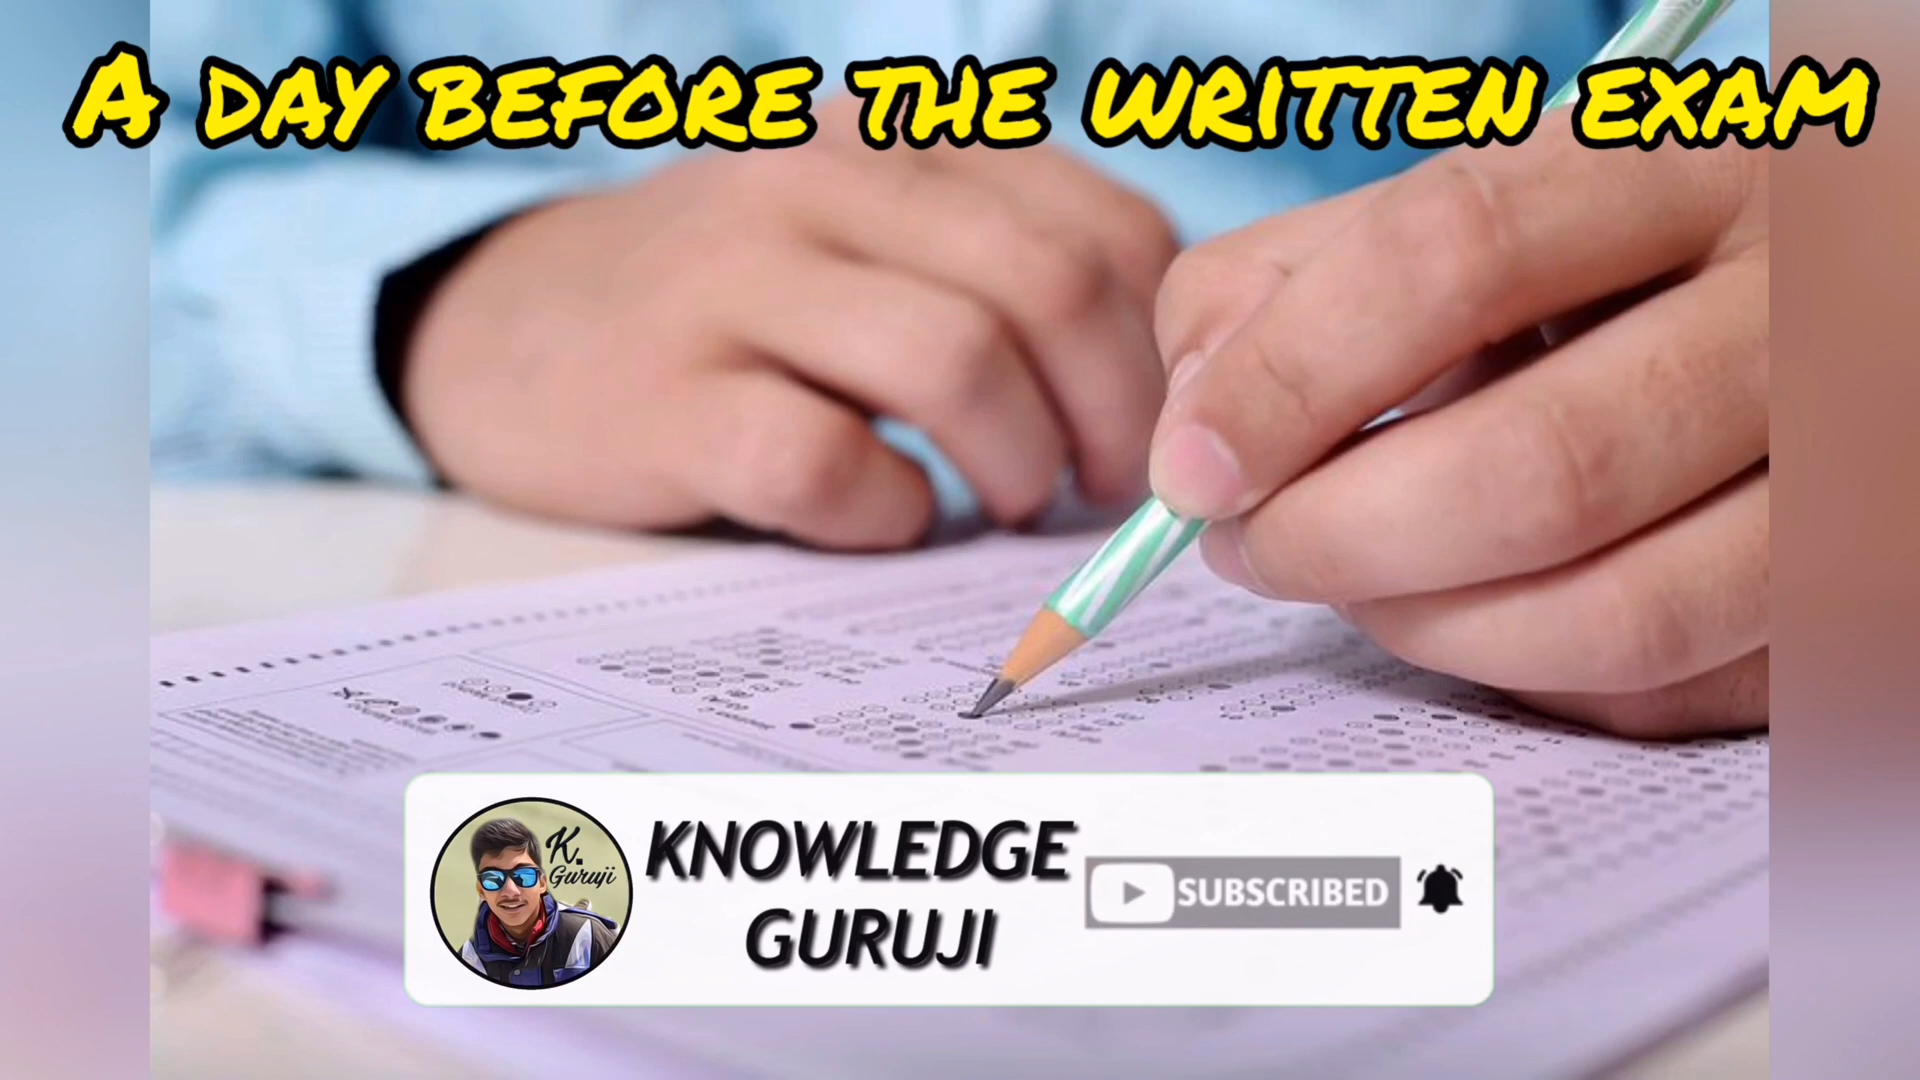 A DAY BEFORE THE WRITTEN EXAM
K.
Guruji
KNOWLEDGE
GURUJI
SUBSCRIBED